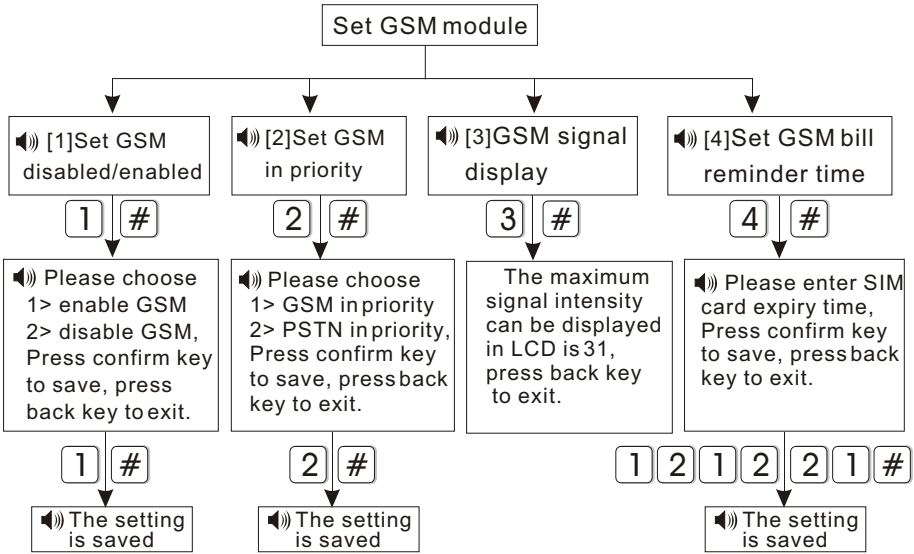 Set GSM module
[1]Set GSM
disabled/enabled
1 #
Please choose
1> enable GSM
2> disable GSM,
Press confirm key
to save, press
back key to exit.
1 #
The setting
is saved
[2]Set GSM
in priority
2 #
Please choose
1> GSM in priority
2> PSTN in priority,
Press confirm key
to save, press back
key to exit.
2 #
The setting
is saved
[3]GSM signal
display
3 #
The maximum
signal intensity
can be displayed
in LCD is 31,
press back key
to exit.
[4]Set GSM bill
reminder time
4 #
Please enter SIM
card expiry time,
Press confirm key
to save, press back
key to exit.
1 2 1 2 2 1 #
The setting
is saved